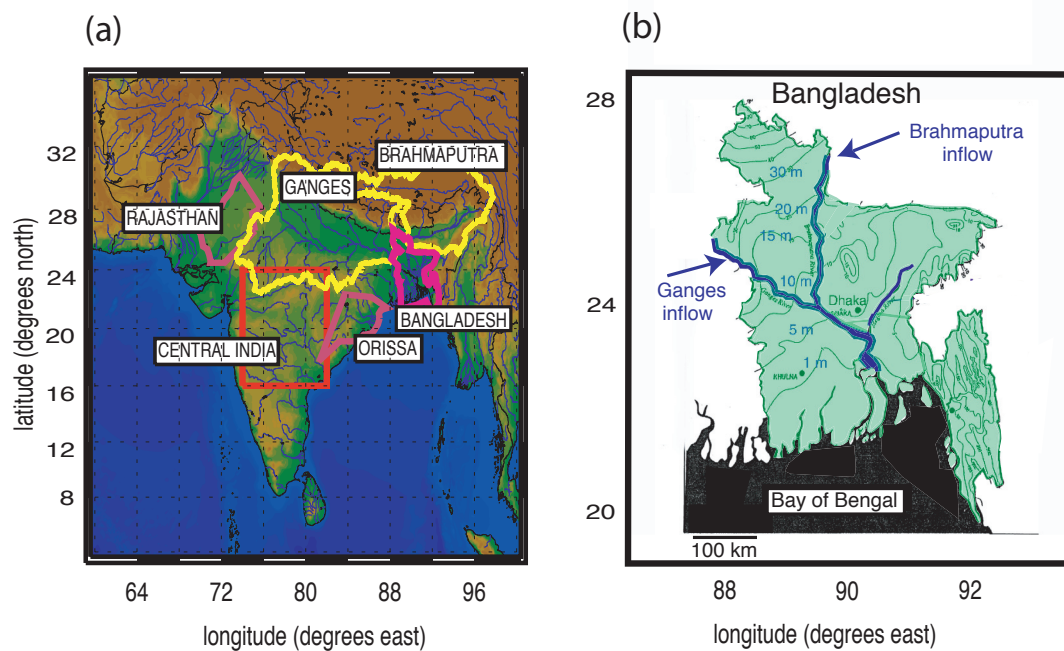 (a)
BRAHMAPUTRA
GANGES
RAJASTHAN
BANGLADESH
CENTRAL INDIA
ORISSA
32
28
24
20
16
12
8
latitude (degrees north)
64
72
80
88
96
longitude (degrees east)
(b)
Bangladesh
Brahmaputra
inflow
30 m
20 m
15 m
10 m
Ganges
inflow
Dhaka
5 m
1 m
KHULNA
Bay of Bengal
100 km
28
24
20
88
90
92
longitude (degrees east)